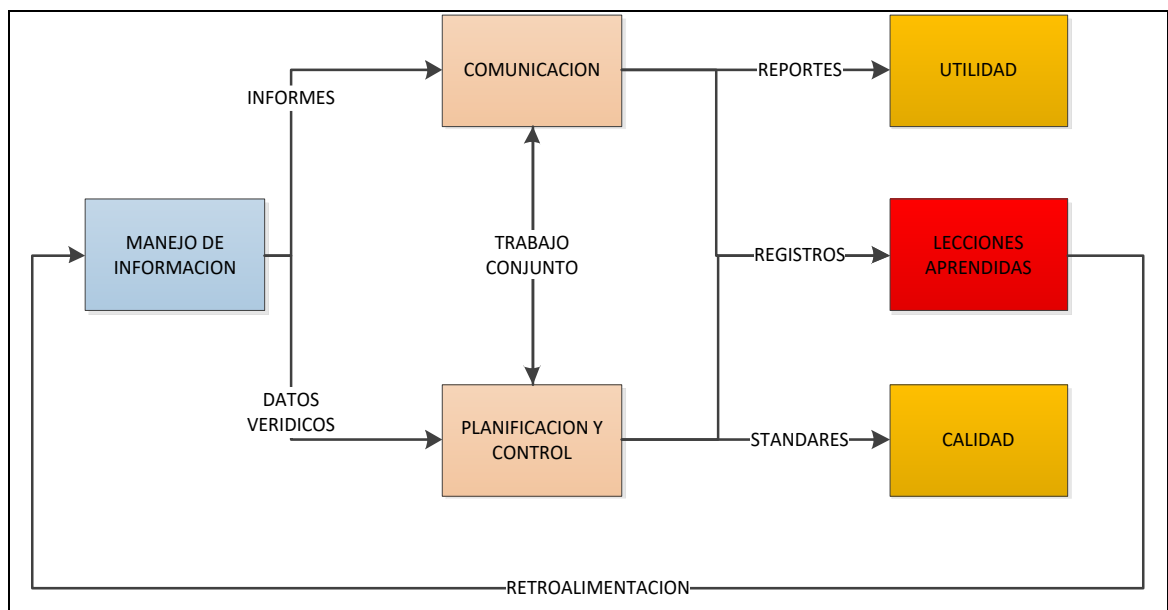 COMUNICACION
REPORTES
UTILIDAD
INFORMES
MANEJO DE
INFORMACION
TRABAJO
CONJUNTO
REGISTROS
LECCIONES
APRENDIDAS
DATOS
VERIDICOS
PLANIFICACION Y
CONTROL
STANDARES
CALIDAD
RETROALIMENTACION